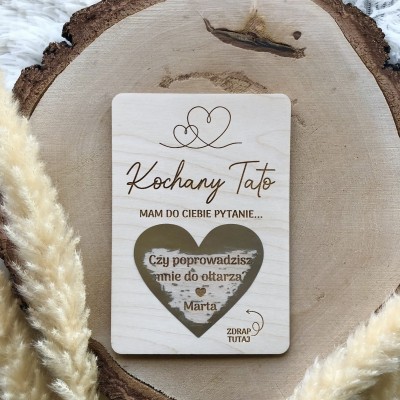 Kochany Tato
MAM DO CIEBIE PYTANIE...
Czy poprowadzisz
mnie do ołtarza?
Marta
ZDRAP
TUTAJ